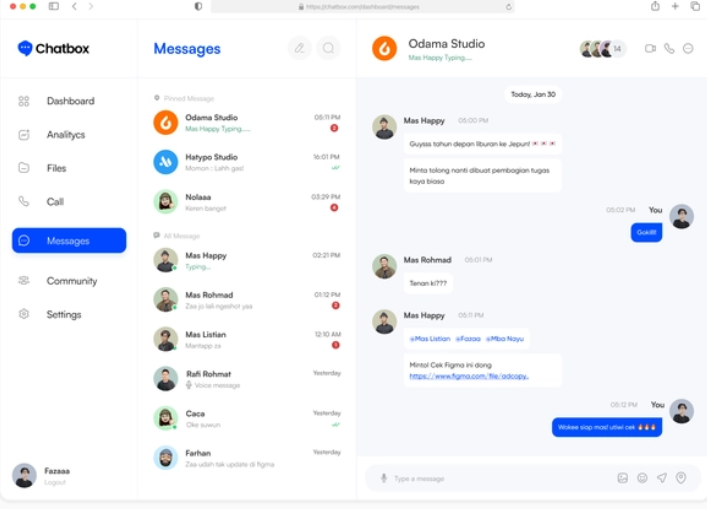 https://chatbox.com/dashboard/messages
Chatbox
Dashboard
Analitycs
Files
Call
Messages
Community
Settings
Fazaaa
Logout
Messages
Pinned Message
Odama Studio 05:11 PM
Mas Happy Typing..... 2
Hatypo Studio 16:01 PM
Momon : Lahh gas!
Nolaaa 03:29 PM
Keren banget 4
All Message
Mas Happy 02:21 PM
Typing...
Mas Rohmad 01:12 PM
Zaa jo lali ngeshot yaa
Mas Listian 12:10 AM
Mantapp za 1
Rafi Rohmat Yesterday
Voice message
Caca Yesterday
Oke suwun
Farhan Yesterday
Zaa-udah tak update di figma
Odama Studio
Mas Happy Typing.....
14
Today, Jan 30
Mas Happy 05:00 PM
Guysss tahun depan liburan ke Jepun!
Minta tolong nanti dibuat pembagian tugas
kaya biasa
05:02 PM You
Mas Rohmad 05:01 PM
Tenan ki???
Mas Happy 05:11 PM
@Mas Listian @Fazaa @Mba Nayu
Mintol Cek Figma ini dong
https://www.figma.com/file/adcopy..
05:12 PM You
Wokee siap mas! utiwi cek 🔥🔥🔥
Type a message